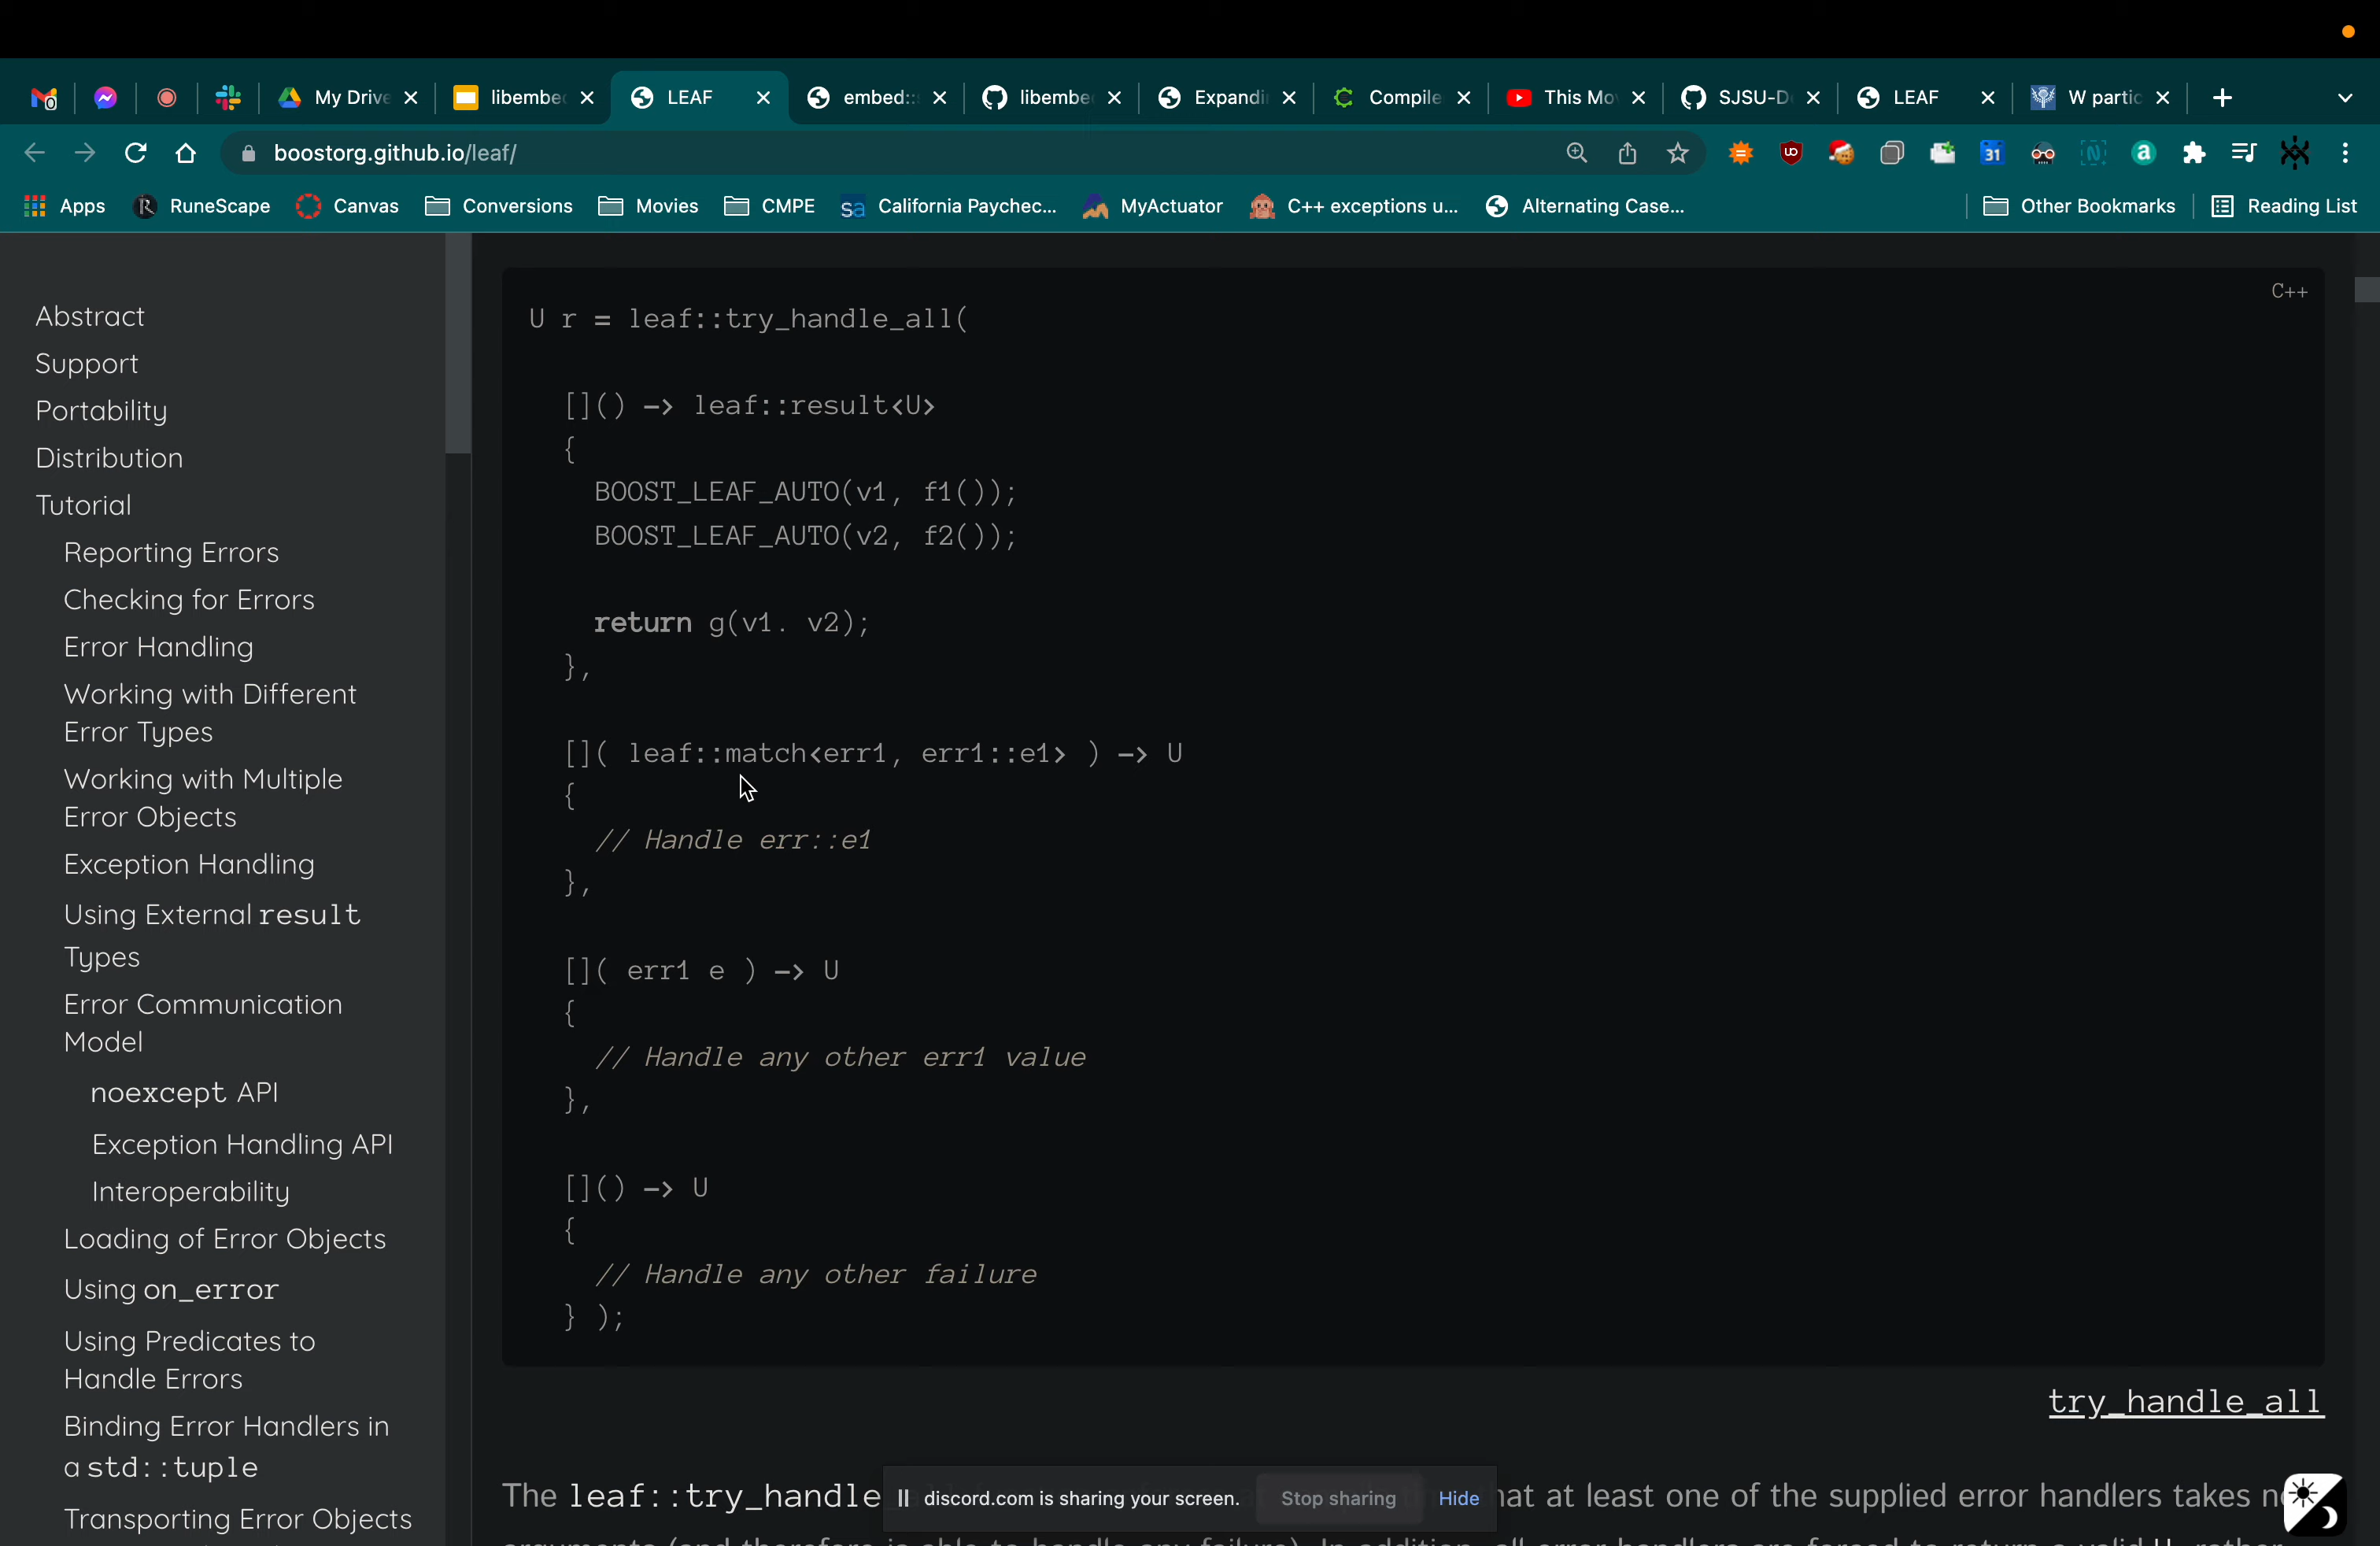 0 My Drive libembed LEAF embed:: libembe Expandi Compile This Mo SJSU-D LEAF W partic
boostorg.github.io/leaf/
Apps RuneScape Canvas Conversions Movies CMPE California Paychec... MyActuator C++ exceptions u... Alternating Case... Other Bookmarks Reading List
Abstract
Support
Portability
Distribution
Tutorial
Reporting Errors
Checking for Errors
Error Handling
Working with Different
Error Types
Working with Multiple
Error Objects
Exception Handling
Using External result
Types
Error Communication
Model
noexcept API
Exception Handling API
Interoperability
Loading of Error Objects
Using on_error
Using Predicates to
Handle Errors
Binding Error Handlers in
a std::tuple
Transporting Error Objects
C++
U r = leaf::try_handle_all(
[]() -> leaf::result<U>
{
BOOST_LEAF_AUTO(v1, f1());
BOOST_LEAF_AUTO(v2, f2());
return g(v1. v2);
},
[]( leaf::match<err1, err1::e1> ) -> U
{
// Handle err::e1
},
[]( err1 e ) -> U
{
// Handle any other err1 value
},
[]() -> U
{
// Handle any other failure
} );
try_handle_all
The leaf::try_handle hat at least one of the supplied error handlers takes no
discord.com is sharing your screen. Stop sharing Hide